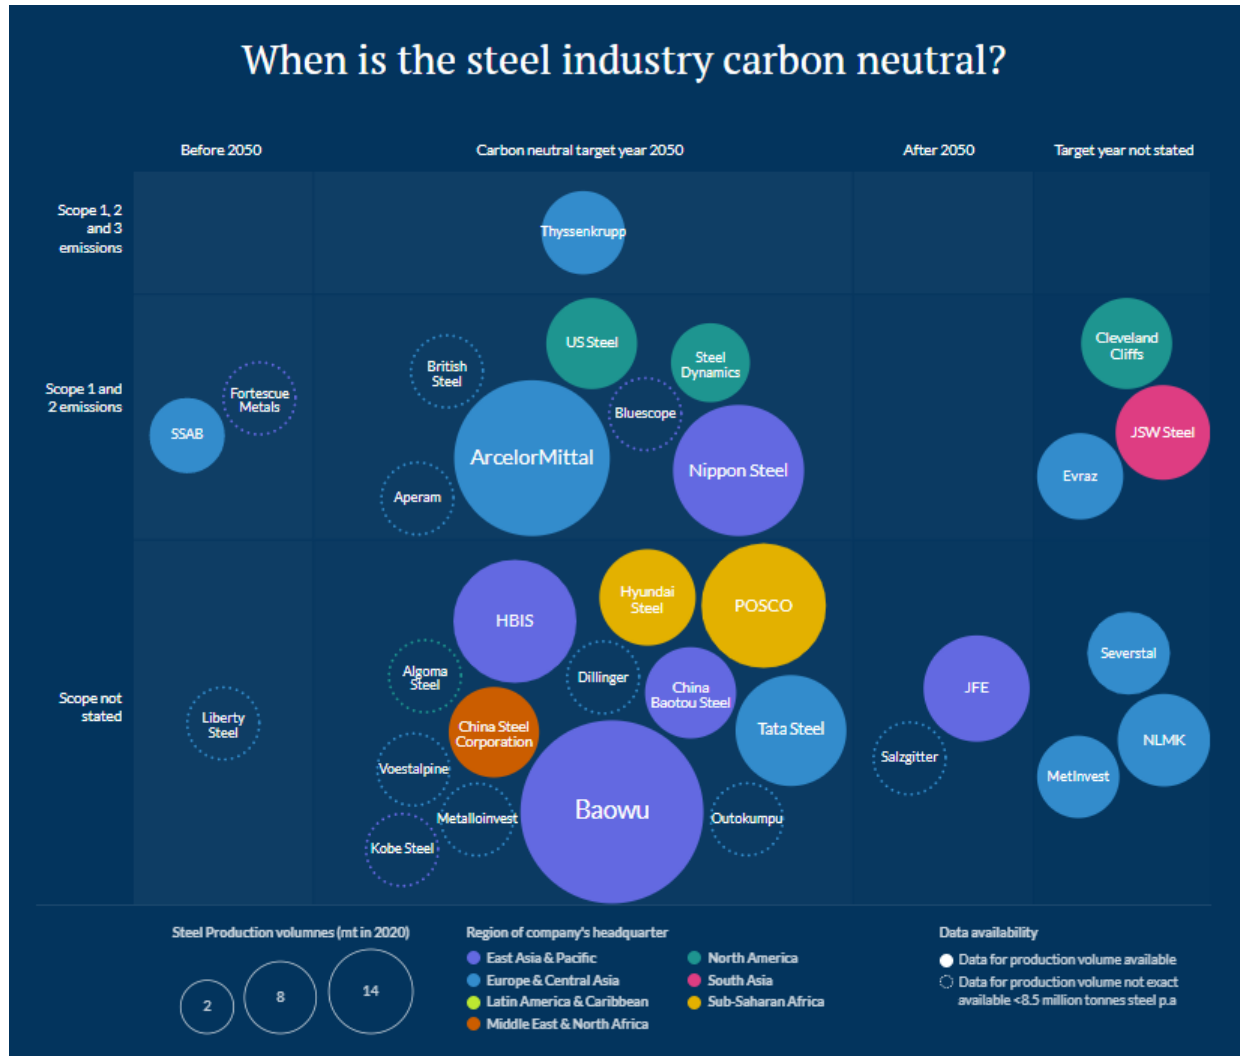 When is the steel industry carbon neutral?
Before 2050
Carbon neutral target year 2050
After 2050
Target year not stated
Scope 1, 2
and 3
emissions
Thyssenkrupp
Scope 1 and
2 emissions
SSAB
Fortescue
Metals
British
Steel
US Steel
Steel
Dynamics
Bluescope
ArcelorMittal
Nippon Steel
Aperam
Cleveland
Cliffs
JSW Steel
Evraz
Scope not
stated
Liberty
Steel
HBIS
Hyundai
Steel
POSCO
Algoma
Steel
Dillinger
China
Baotou Steel
China Steel
Corporation
Tata Steel
Voestalpine
Baowu
Metalloinvest
Outokumpu
Kobe Steel
JFE
Salzgitter
Severstal
NLMK
MetInvest
Steel Production volumnes (mt in 2020)
2
8
14
Region of company's headquarter
East Asia & Pacific
Europe & Central Asia
Latin America & Caribbean
Middle East & North Africa
North America
South Asia
Sub-Saharan Africa
Data availability
Data for production volume available
Data for production volume not exact
available <8.5 million tonnes steel p.a